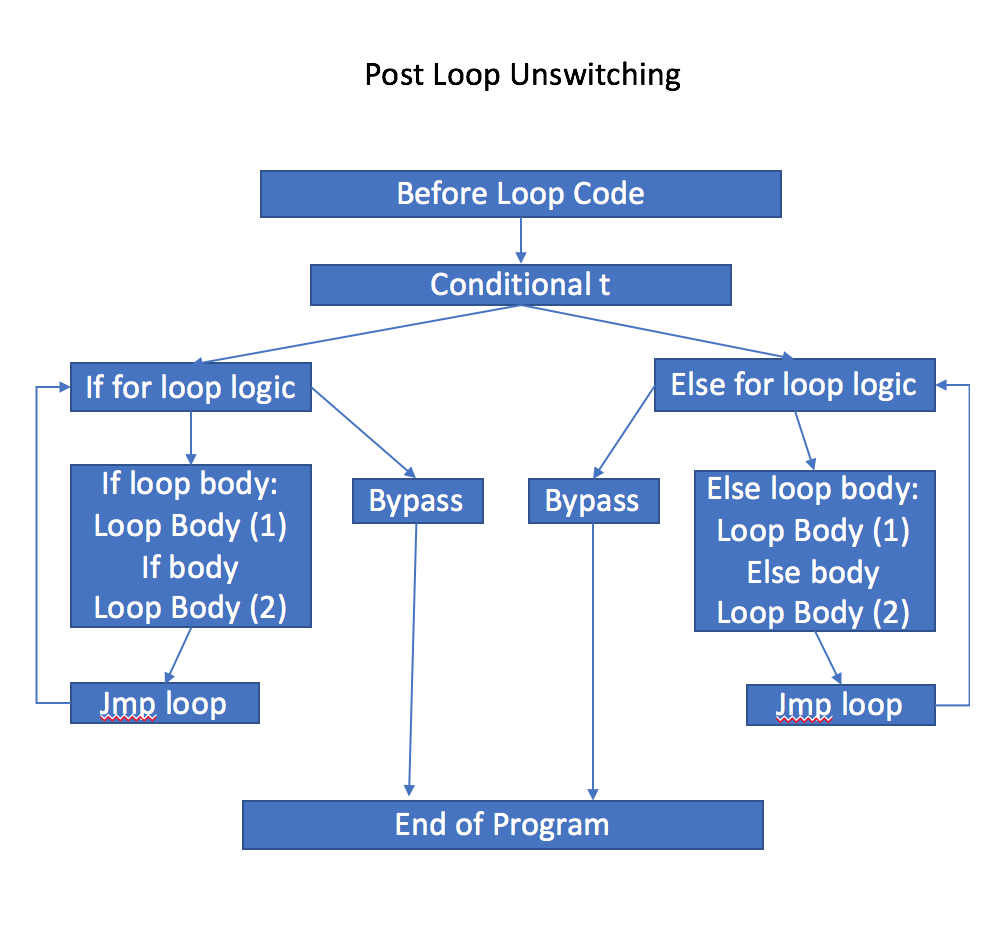 Post Loop Unswitching
Before Loop Code
Conditional t
If for loop logic
Else for loop logic
If loop body:
Loop Body (1)
If body
Loop Body (2)
Bypass
Bypass
Else loop body:
Loop Body (1)
Else body
Loop Body (2)
Jmp loop
Jmp loop
End of Program